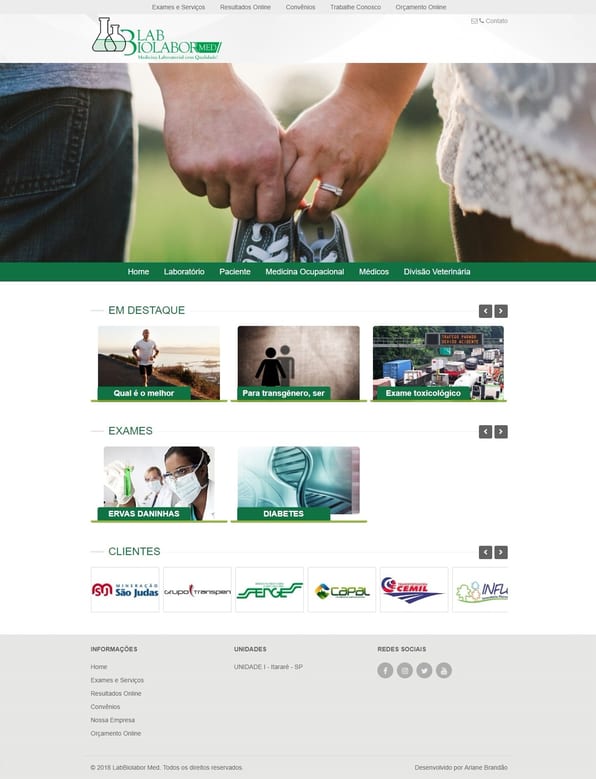 Exames e Serviços Resultados Online Convênios Trabalhe Conosco Orçamento Online
Contato
LAB
BIOLABOR MED
Medicina Laboratorial com Qualidade!
Home Laboratório Paciente Medicina Ocupacional Médicos Divisão Veterinária
EM DESTAQUE
TRAFEGO PARADO
DEVIDO ACIDENTE
Qual é o melhor
Para transgênero, ser
Exame toxicológico
EXAMES
ERVAS DANINHAS
DIABETES
CLIENTES
MINERAÇÃO
São Judas
GRUPO Transpen
SENGES
CAPAL
CEMIL
INFL
INFORMAÇÕES
UNIDADES
REDES SOCIAIS
Home
UNIDADE I - Itararé - SP
Exames e Serviços
Resultados Online
Convênios
Nossa Empresa
Orçamento Online
© 2018 LabBiolabor Med. Todos os direitos reservados.
Desenvolvido por Ariane Brandão